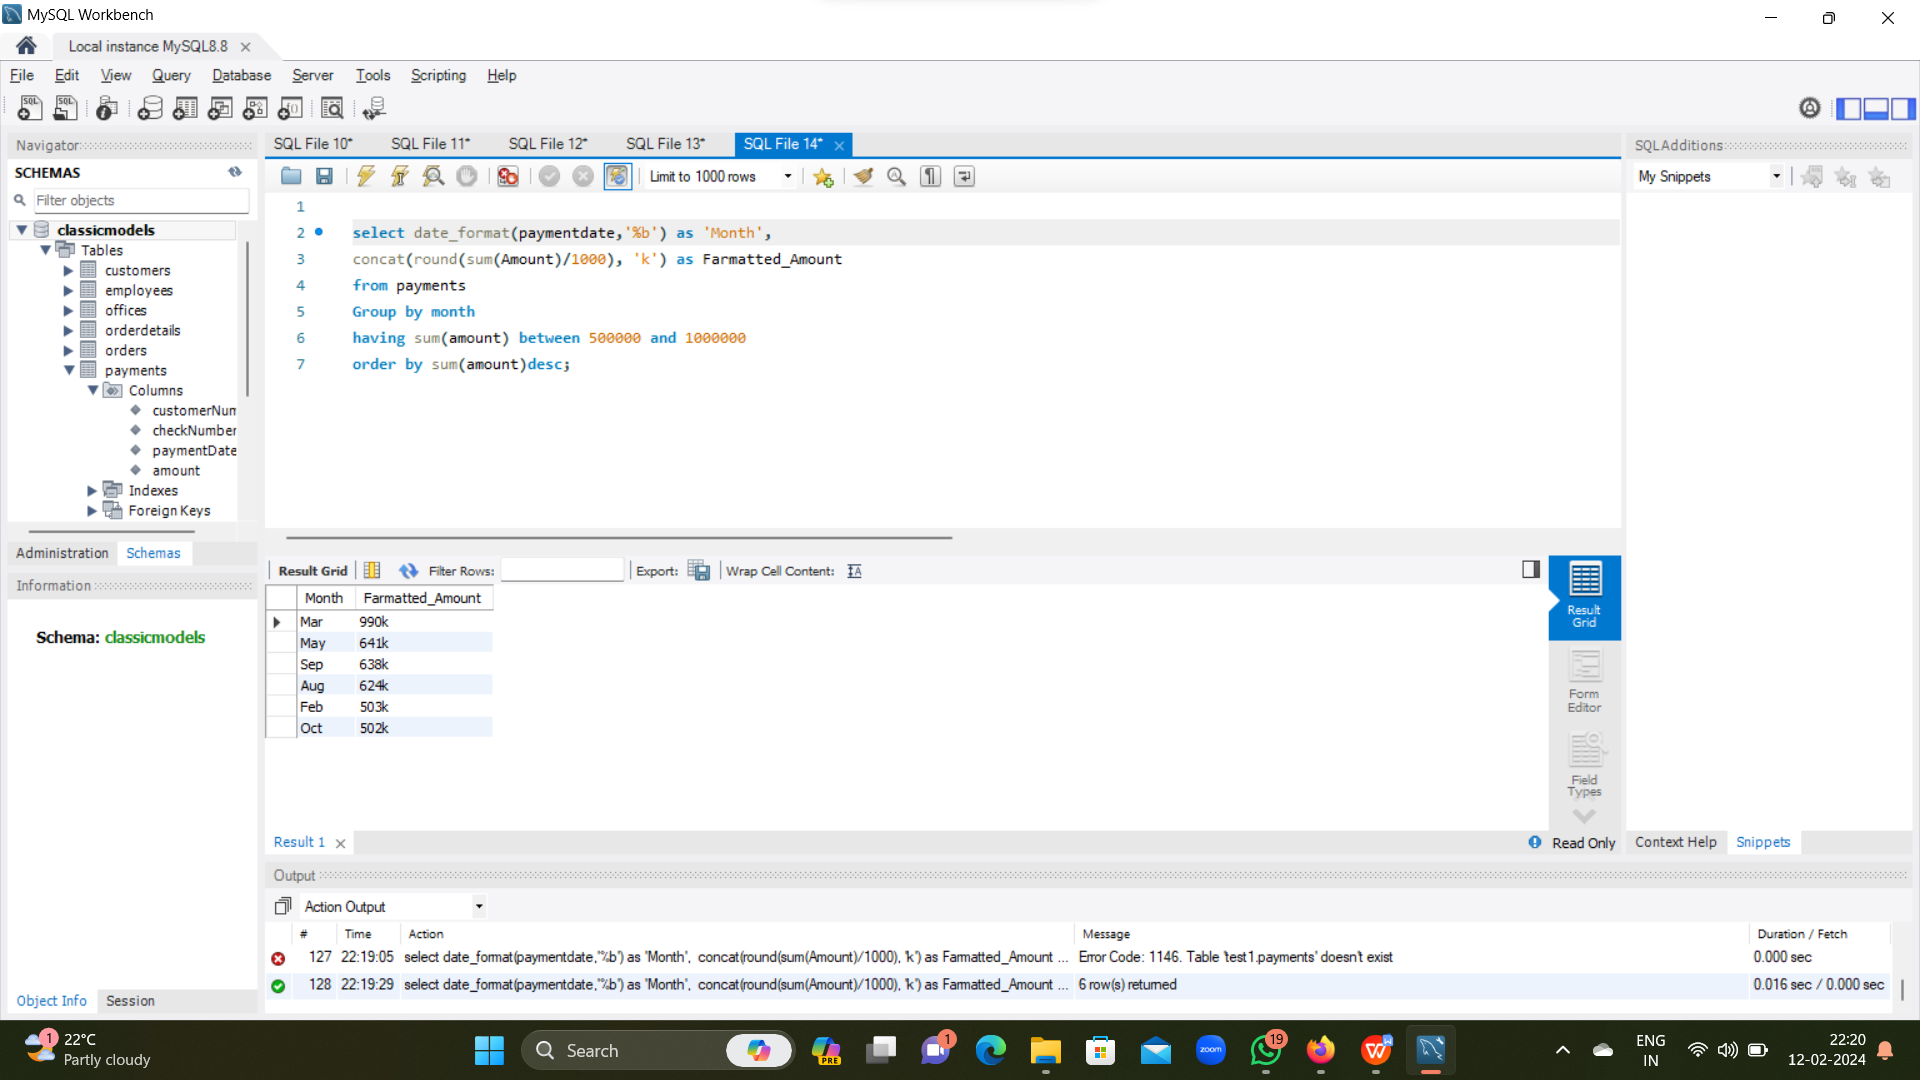 MySQL Workbench
Local instance MySQL8.8
File Edit View Query Database Server Tools Scripting Help
Navigator
SCHEMAS
Filter objects
classicmodels
Tables
customers
employees
offices
orderdetails
orders
payments
Columns
customerNum
checkNumber
paymentDate
amount
Indexes
Foreign Keys
Administration Schemas
Information
Schema: classicmodels
Object Info Session
SQL File 10* SQL File 11* SQL File 12* SQL File 13* SQL File 14*
Limit to 1000 rows
1
2 select date_format(paymentdate,'%b') as 'Month',
3 concat(round(sum(Amount)/1000), 'k') as Farmatted_Amount
4 from payments
5 Group by month
6 having sum(amount) between 500000 and 1000000
7 order by sum(amount)desc;
Result Grid Filter Rows: Export: Wrap Cell Content:
Month Farmatted_Amount
Mar 990k
May 641k
Sep 638k
Aug 624k
Feb 503k
Oct 502k
Result Grid
Form Editor
Field Types
Result 1
Read Only
SQLAdditions
My Snippets
Context Help Snippets
Output
Action Output
# Time Action Message Duration / Fetch
127 22:19:05 select date_format(paymentdate,'%b') as 'Month', concat(round(sum(Amount)/1000), 'k') as Farmatted_Amount ... Error Code: 1146. Table 'test1.payments' doesn't exist 0.000 sec
128 22:19:29 select date_format(paymentdate,'%b') as 'Month', concat(round(sum(Amount)/1000), 'k') as Farmatted_Amount ... 6 row(s) returned 0.016 sec / 0.000 sec
1
22°C
Partly cloudy
Search
PRE
1
zoom
19
W
ENG
IN
22:20
12-02-2024